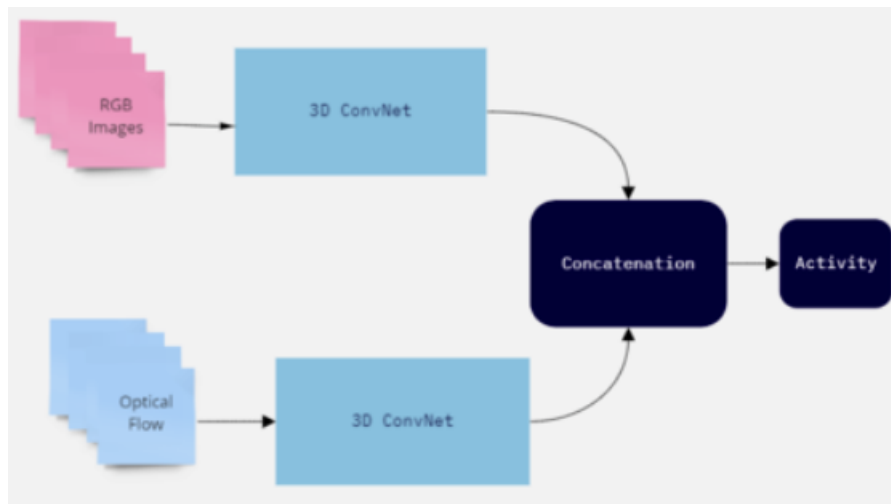 RGB
Images
3D ConvNet
Concatenation
Activity
Optical
Flow
3D ConvNet